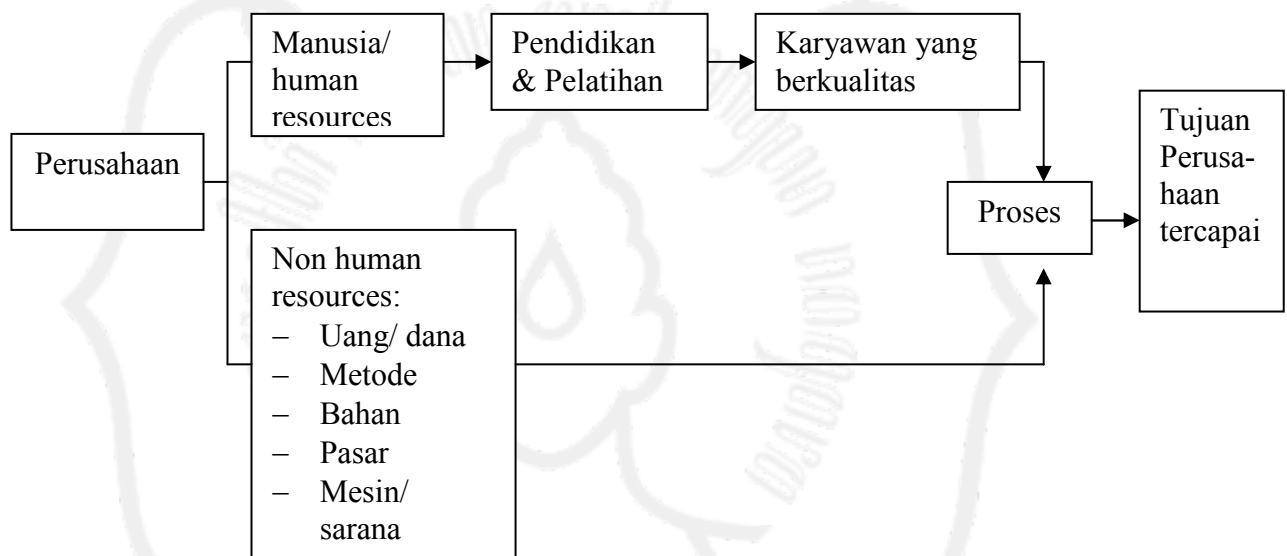 Manusia/
human
resources
Pendidikan
& Pelatihan
Karyawan yang
berkualitas
Perusahaan
Tujuan
Perusa-
haan
tercapai
Proses
Non human
resources:
– Uang/ dana
– Metode
– Bahan
– Pasar
– Mesin/
sarana